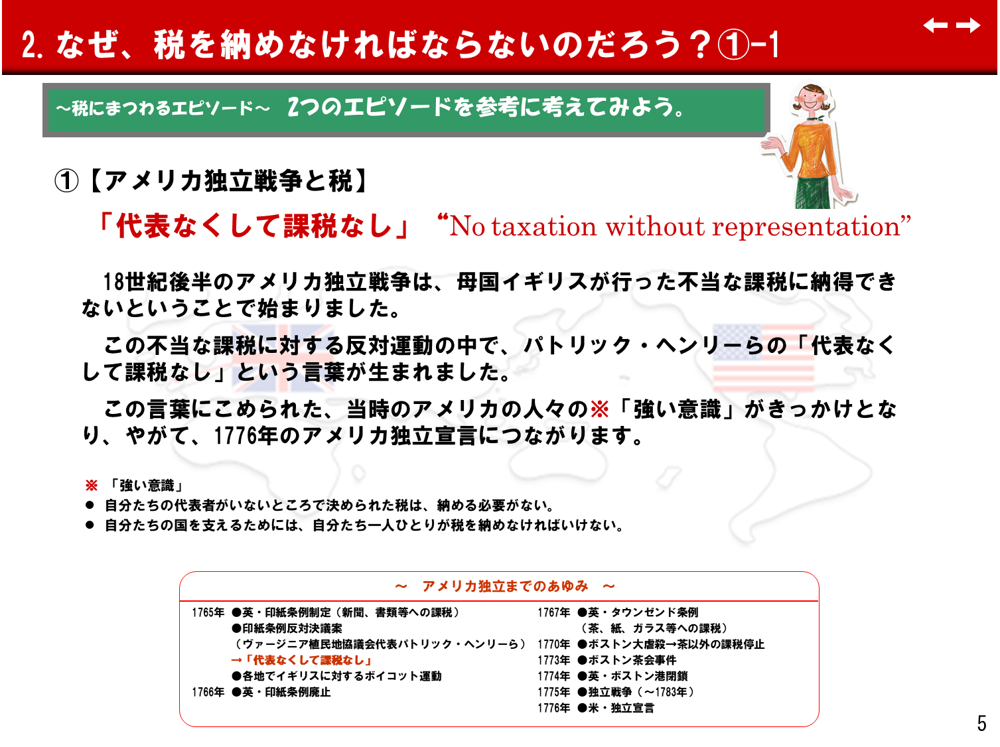 2. なぜ、税を納めなければならないのだろう？①-1
～税にまつわるエピソード～ 2つのエピソードを参考に考えてみよう。
①【アメリカ独立戦争と税】
「代表なくして課税なし」 “No taxation without representation”
18世紀後半のアメリカ独立戦争は、母国イギリスが行った不当な課税に納得でき
ないということで始まりました。
この不当な課税に対する反対運動の中で、パトリック・ヘンリーらの「代表なく
して課税なし」という言葉が生まれました。
この言葉にこめられた、当時のアメリカの人々の※「強い意識」がきっかけとな
り、やがて、1776年のアメリカ独立宣言につながります。
※ 「強い意識」
● 自分たちの代表者がいないところで決められた税は、納める必要がない。
● 自分たちの国を支えるためには、自分たち一人ひとりが税を納めなければいけない。
～ アメリカ独立までのあゆみ ～
1765年 ●英・印紙条例制定（新聞、書類等への課税）
●印紙条例反対決議案
（ヴァージニア植民地協議会代表パトリック・ヘンリーら）
→「代表なくして課税なし」
●各地でイギリスに対するボイコット運動
1766年 ●英・印紙条例廃止
1767年 ●英・タウンゼンド条例
（茶、紙、ガラス等への課税）
1770年 ●ボストン大虐殺→茶以外の課税停止
1773年 ●ボストン茶会事件
1774年 ●英・ボストン港閉鎖
1775年 ●独立戦争（～1783年）
1776年 ●米・独立宣言
5